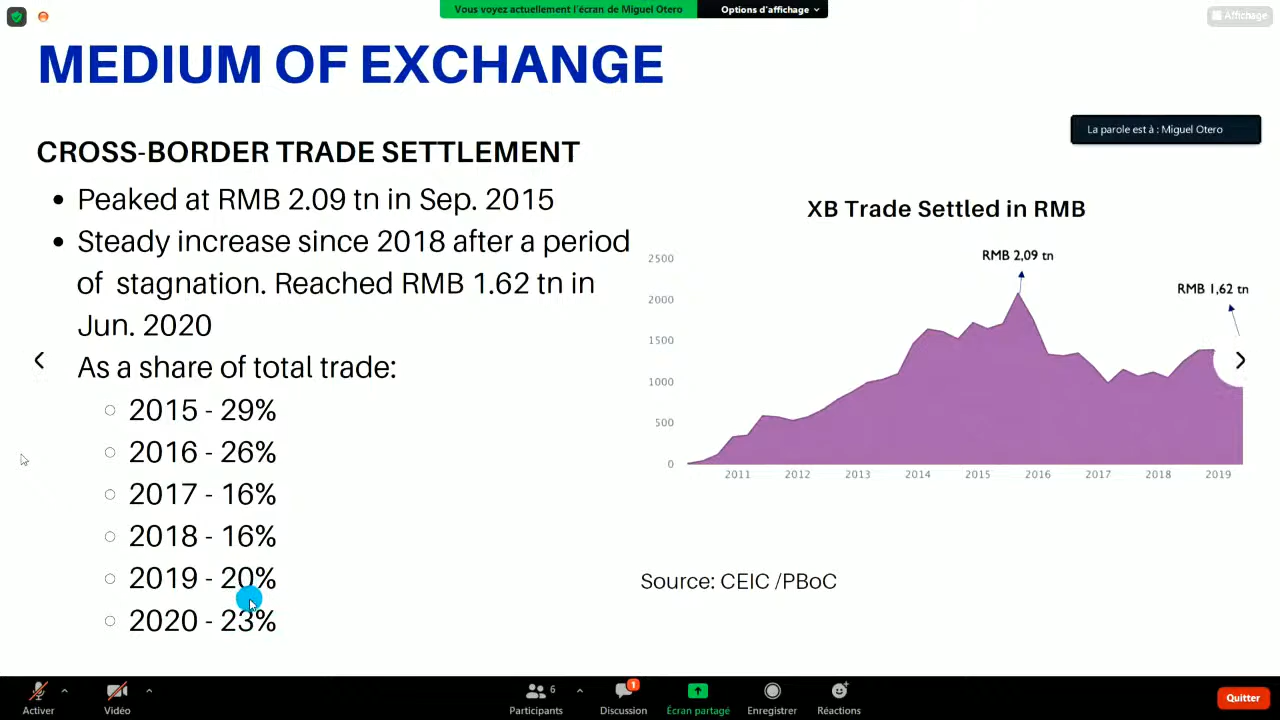 Vous voyez actuellement l'écran de Miguel Otero
Options d'affichage
Affichage
MEDIUM OF EXCHANGE
La parole est à : Miguel Otero
CROSS-BORDER TRADE SETTLEMENT
Peaked at RMB 2.09 tn in Sep. 2015
Steady increase since 2018 after a period
of stagnation. Reached RMB 1.62 tn in
Jun. 2020
As a share of total trade:
2015 - 29%
2016 - 26%
2017 - 16%
2018 - 16%
2019 - 20%
2020 - 23%
XB Trade Settled in RMB
RMB 2,09 tn
RMB 1,62 tn
2500
2000
1500
1000
500
0
2011 2012 2013 2014 2015 2016 2017 2018 2019
Source: CEIC /PBoC
Activer
Vidéo
6
Participants
1
Discussion
Écran partagé
Enregistrer
Réactions
Quitter